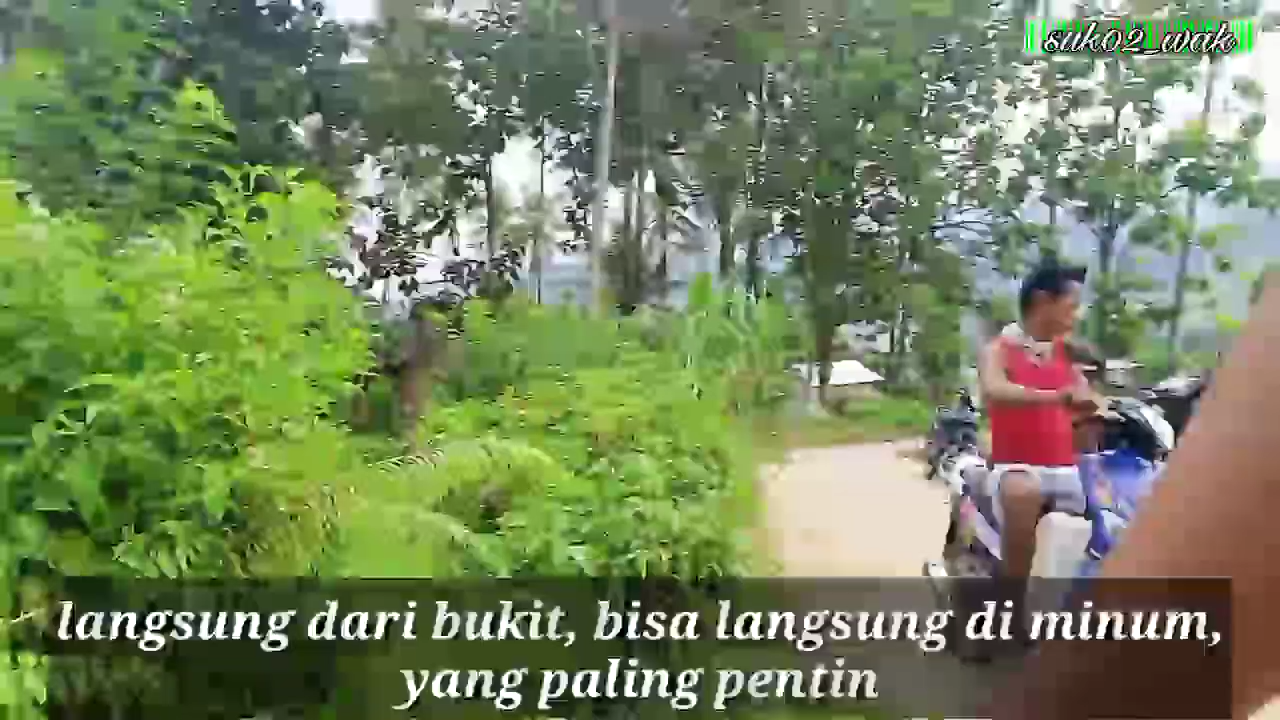 suk02_wak
langsung dari bukit, bisa langsung di minum,
yang paling pentin